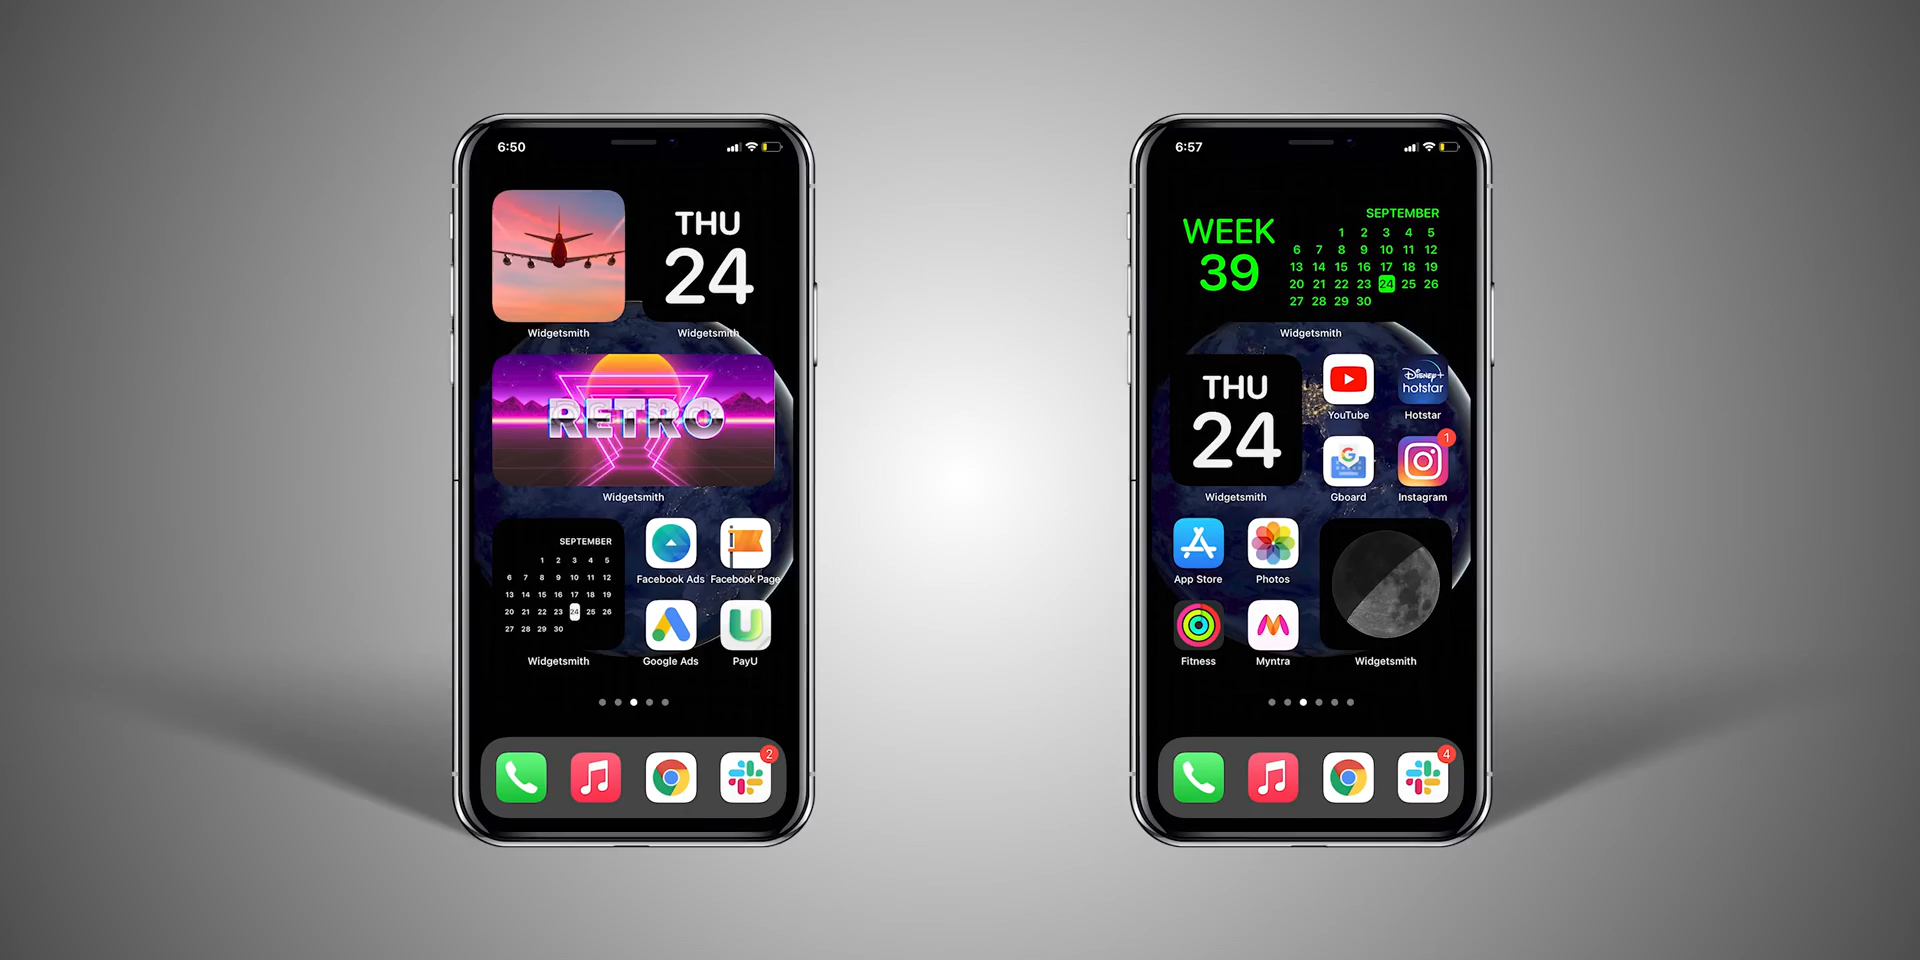 6:50
THU
24
Widgetsmith
Widgetsmith
RETRO
Widgetsmith
SEPTEMBER
1 2 3 4 5
6 7 8 9 10 11 12
13 14 15 16 17 18 19
20 21 22 23 24 25 26
27 28 29 30
Widgetsmith
Facebook Ads
Facebook Page
Google Ads
PayU
2
6:57
WEEK
39
SEPTEMBER
1 2 3 4 5
6 7 8 9 10 11 12
13 14 15 16 17 18 19
20 21 22 23 24 25 26
27 28 29 30
Widgetsmith
THU
24
Widgetsmith
YouTube
Disney+
hotstar
Hotstar
G
Gboard
1
Instagram
App Store
Photos
Fitness
Myntra
Widgetsmith
4